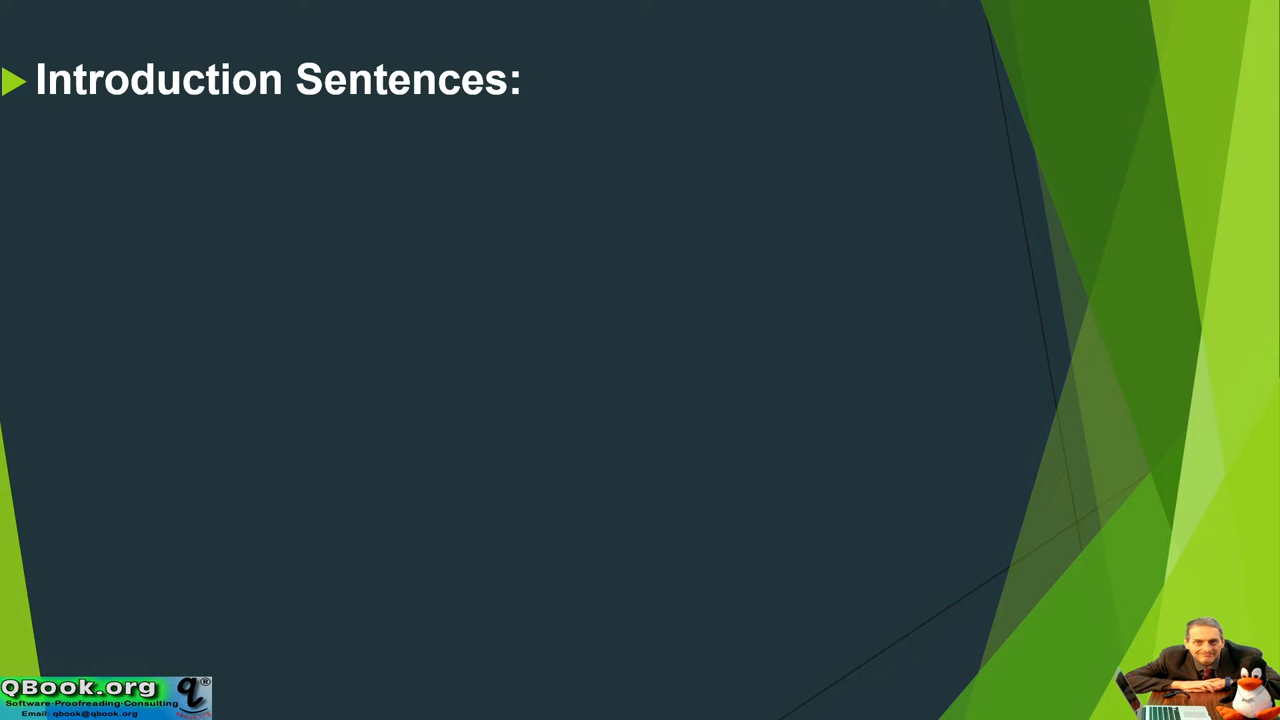 Introduction Sentences:
QBook.org
q®
Software·Proofreading·Consulting
Email: qbook@qbook.org